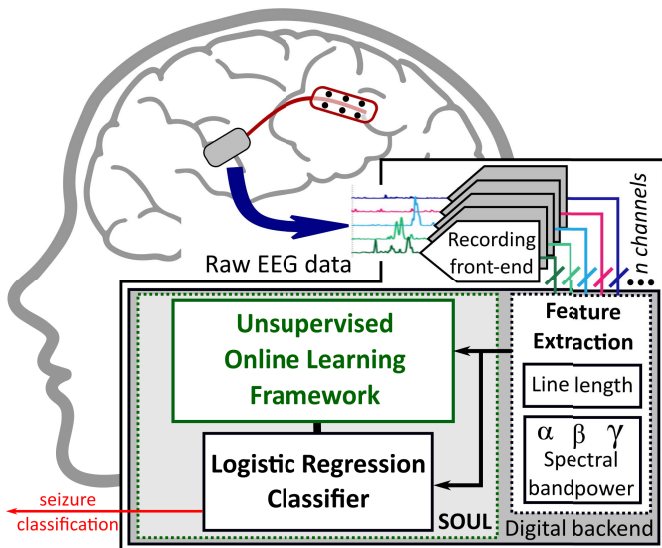 Raw EEG data
Recording
front-end
n channels
Unsupervised
Online Learning
Framework
Logistic Regression
Classifier
SOUL
Feature
Extraction
Line length
α β γ
Spectral
bandpower
Digital backend
seizure
classification